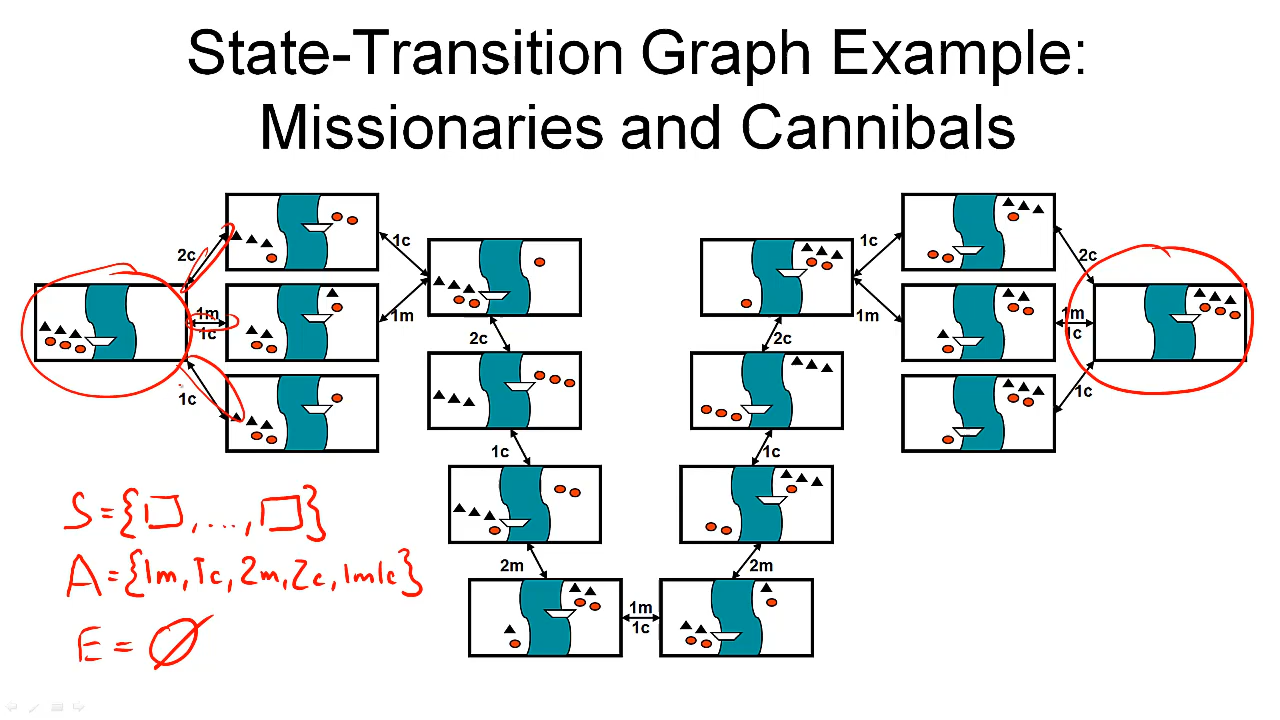 State-Transition Graph Example:
Missionaries and Cannibals
2c
1m
1c
1c
1c
1m
2c
1c
2m
1m
1c
2m
1c
2c
1c
1m
2c
1m
1c
1c
S = {□, ..., □}
A = {1m, 1c, 2m, 2c, 1m1c}
E = ∅